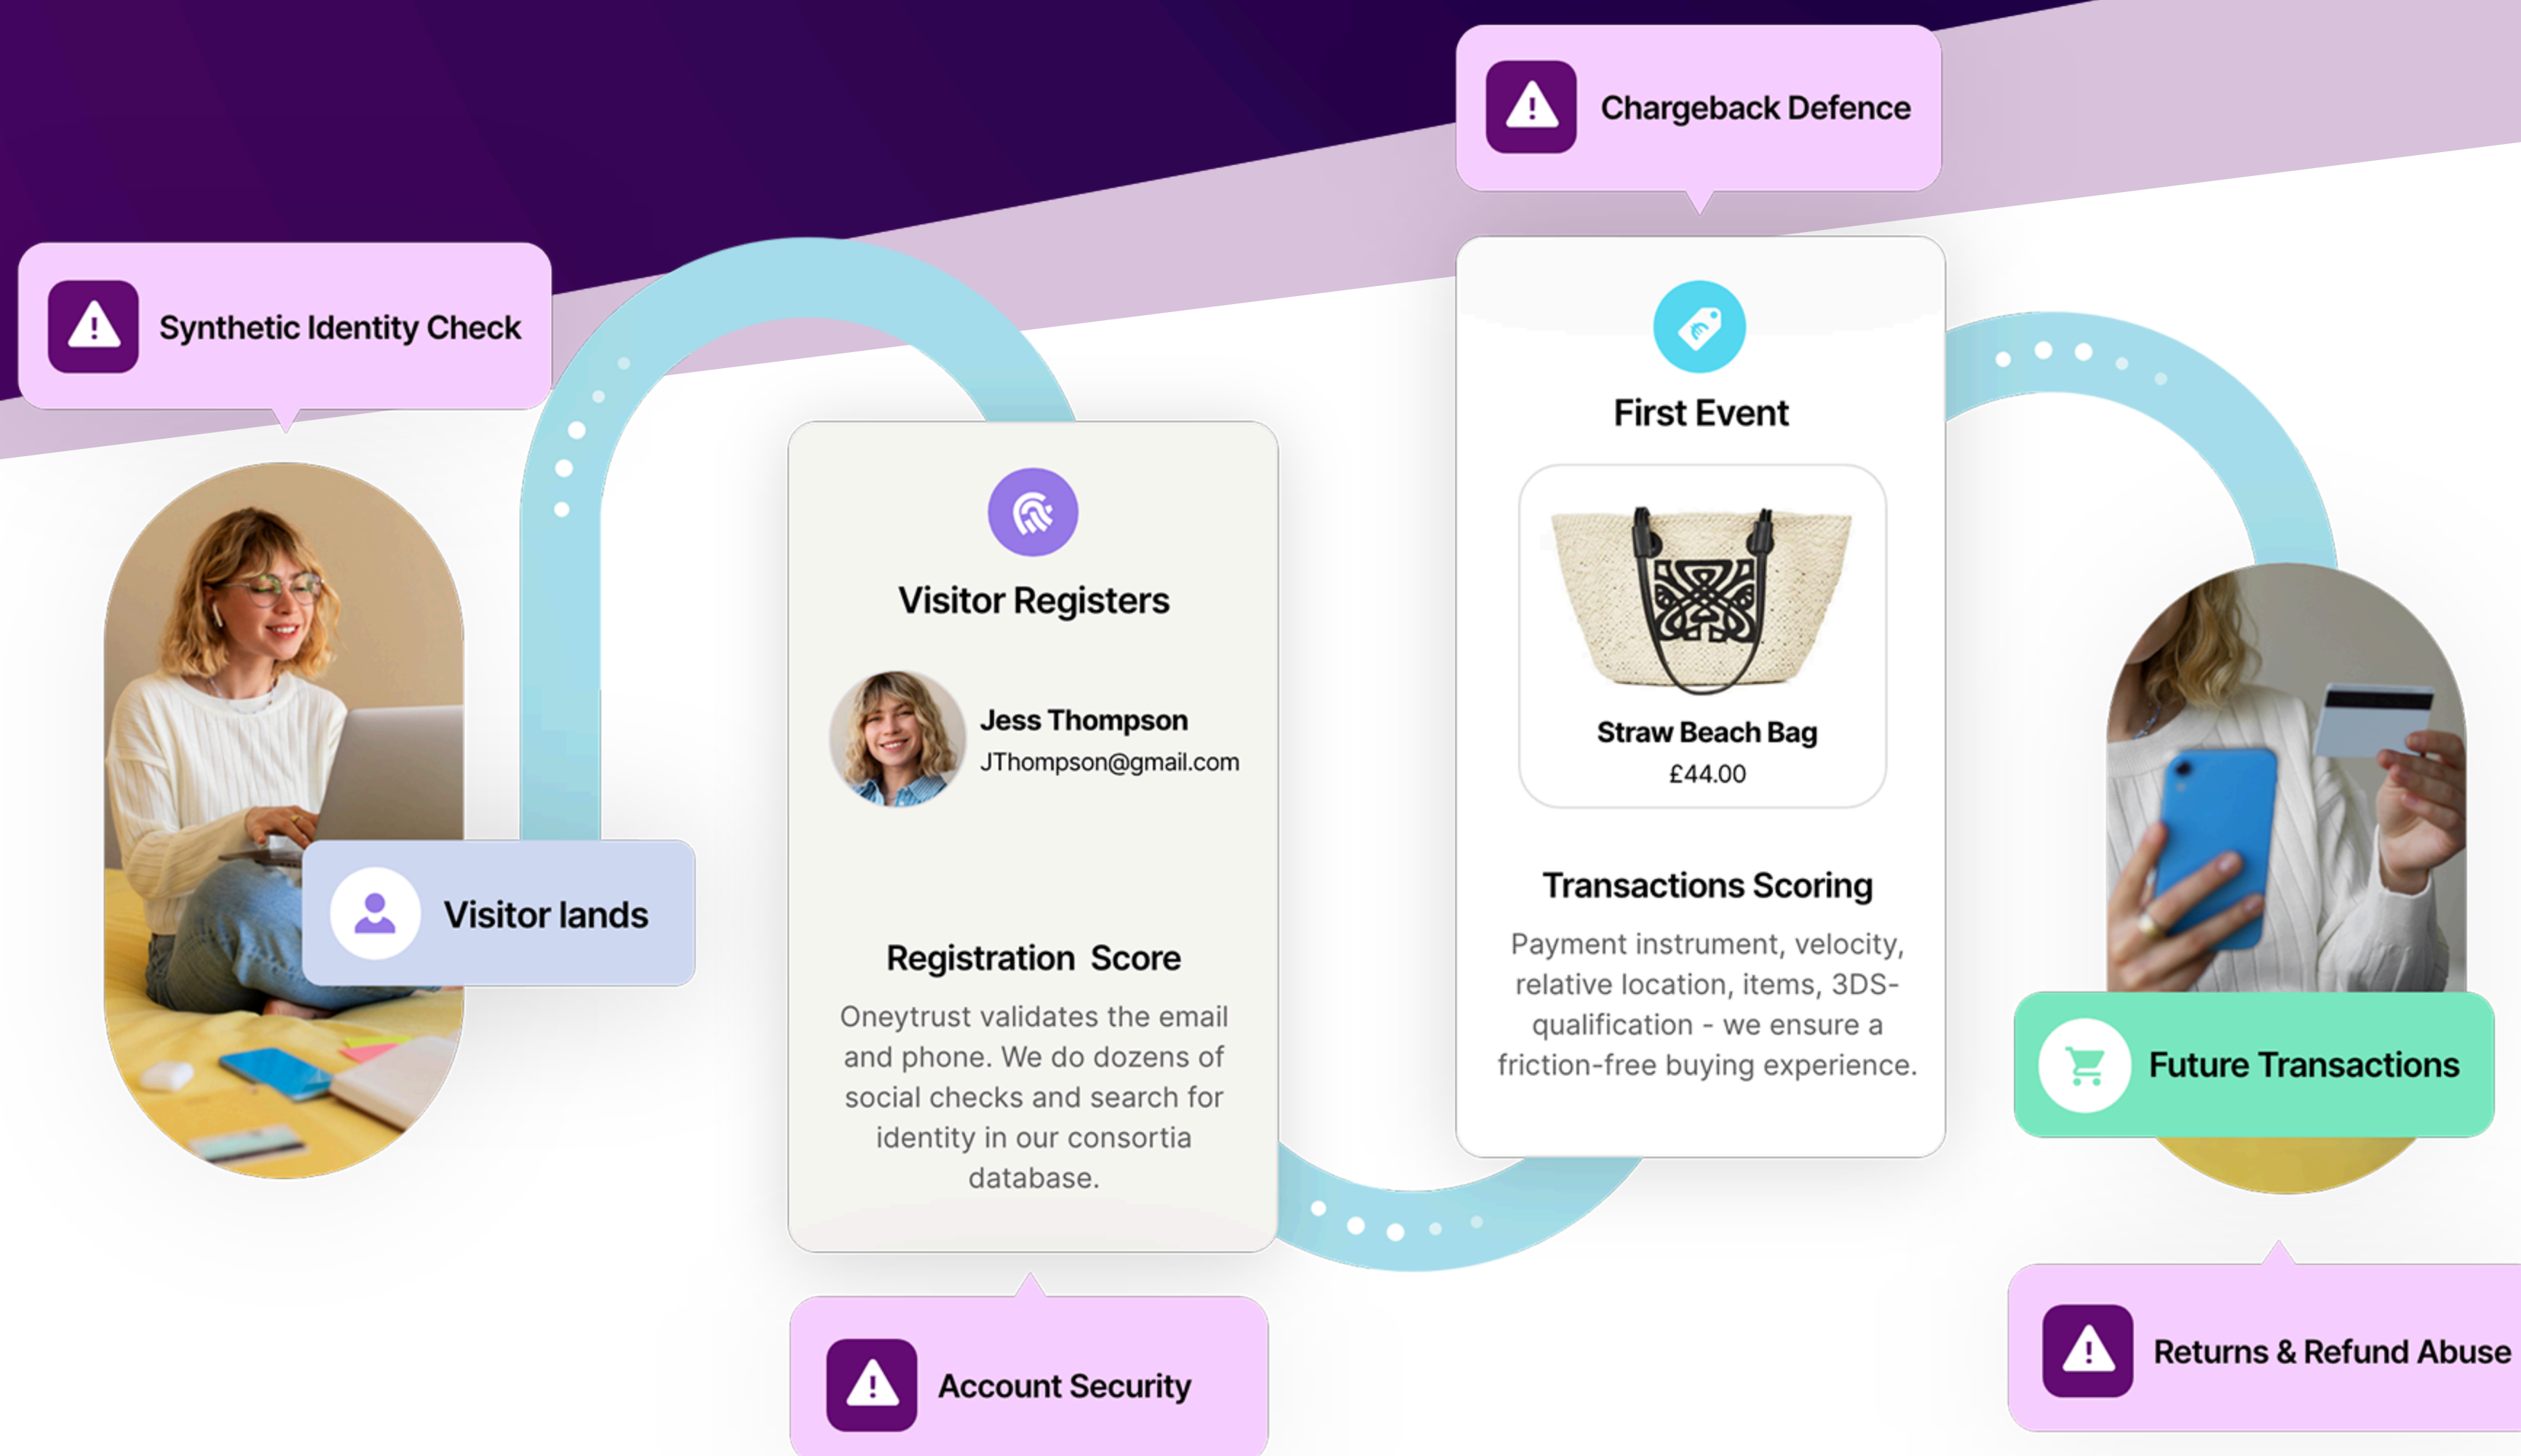 Synthetic Identity Check
Visitor lands
Visitor Registers
Jess Thompson
JThompson@gmail.com
Registration Score
Oneytrust validates the email
and phone. We do dozens of
social checks and search for
identity in our consortia
database.
Account Security
Chargeback Defence
First Event
Straw Beach Bag
£44.00
Transactions Scoring
Payment instrument, velocity,
relative location, items, 3DS-
qualification - we ensure a
friction-free buying experience.
Future Transactions
Returns & Refund Abuse